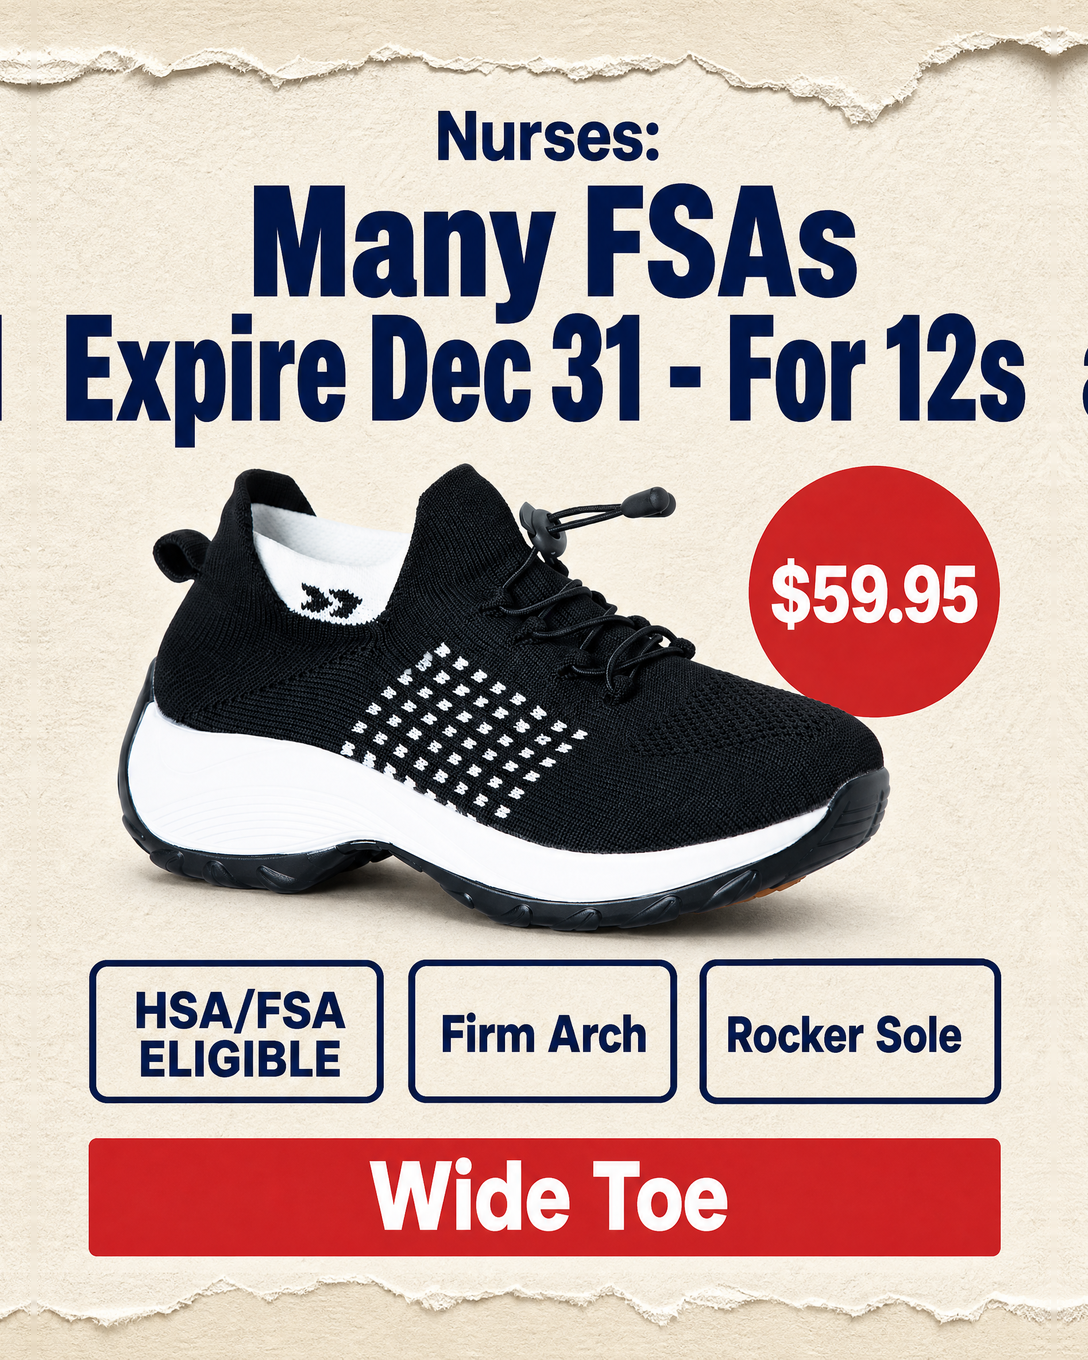 Nurses:
Many FSAs
Expire Dec 31 - For 12s
$59.95
HSA/FSA
ELIGIBLE
Firm Arch
Rocker Sole
Wide Toe